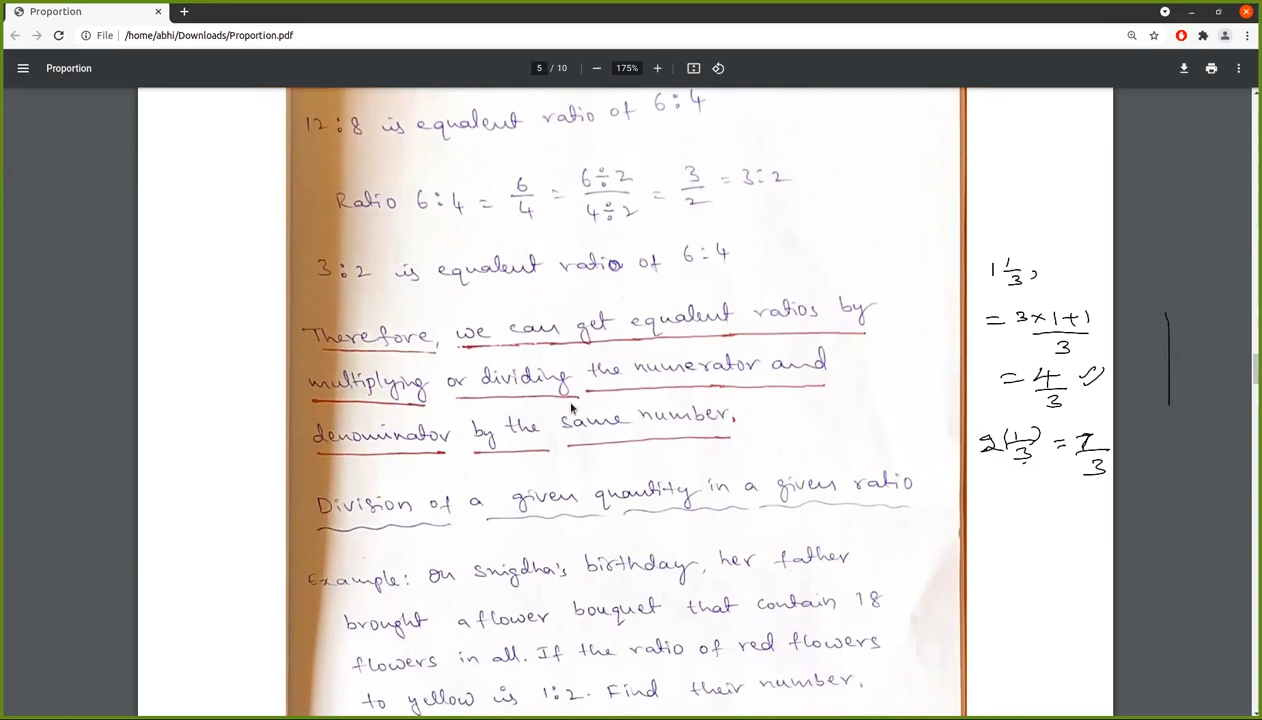 Proportion
File
/home/abhi/Downloads/Proportion.pdf
Proportion
5 / 10
175%
12:8 is equalent ratio of 6:4
Ratio 6:4 = 6/4 = 6÷2/4÷2 = 3/2 = 3:2
3:2 is equalent ratio of 6:4
Therefore, we can get equalent ratios by
multiplying or dividing the numerator and
denominator by the same number.
Division of a given quantity in a given ratio
Example: On Snigdha's birthday, her father
brought a flower bouquet that contain 18
flowers in all. If the ratio of red flowers
to yellow is 1:2. Find their number.
1 1/3,
= 3×1+1/3
= 4/3
2(1/3) = 7/3